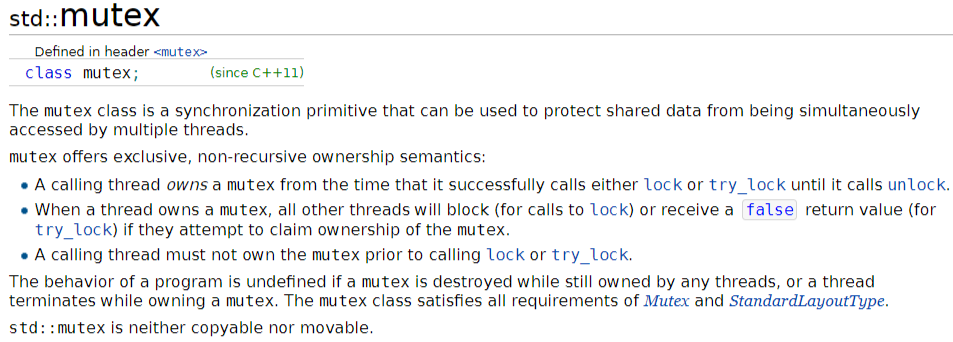 std::mutex
Defined in header <mutex>
class mutex; (since C++11)
The mutex class is a synchronization primitive that can be used to protect shared data from being simultaneously
accessed by multiple threads.
mutex offers exclusive, non-recursive ownership semantics:
• A calling thread owns a mutex from the time that it successfully calls either lock or try_lock until it calls unlock.
• When a thread owns a mutex, all other threads will block (for calls to lock) or receive a false return value (for
try_lock) if they attempt to claim ownership of the mutex.
• A calling thread must not own the mutex prior to calling lock or try_lock.
The behavior of a program is undefined if a mutex is destroyed while still owned by any threads, or a thread
terminates while owning a mutex. The mutex class satisfies all requirements of Mutex and StandardLayoutType.
std::mutex is neither copyable nor movable.